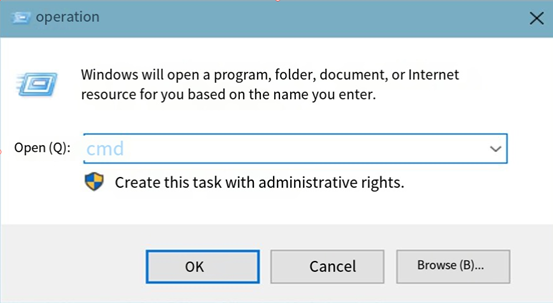 operation
Windows will open a program, folder, document, or Internet
resource for you based on the name you enter.
Open (Q): cmd
Create this task with administrative rights.
OK Cancel Browse (B)...